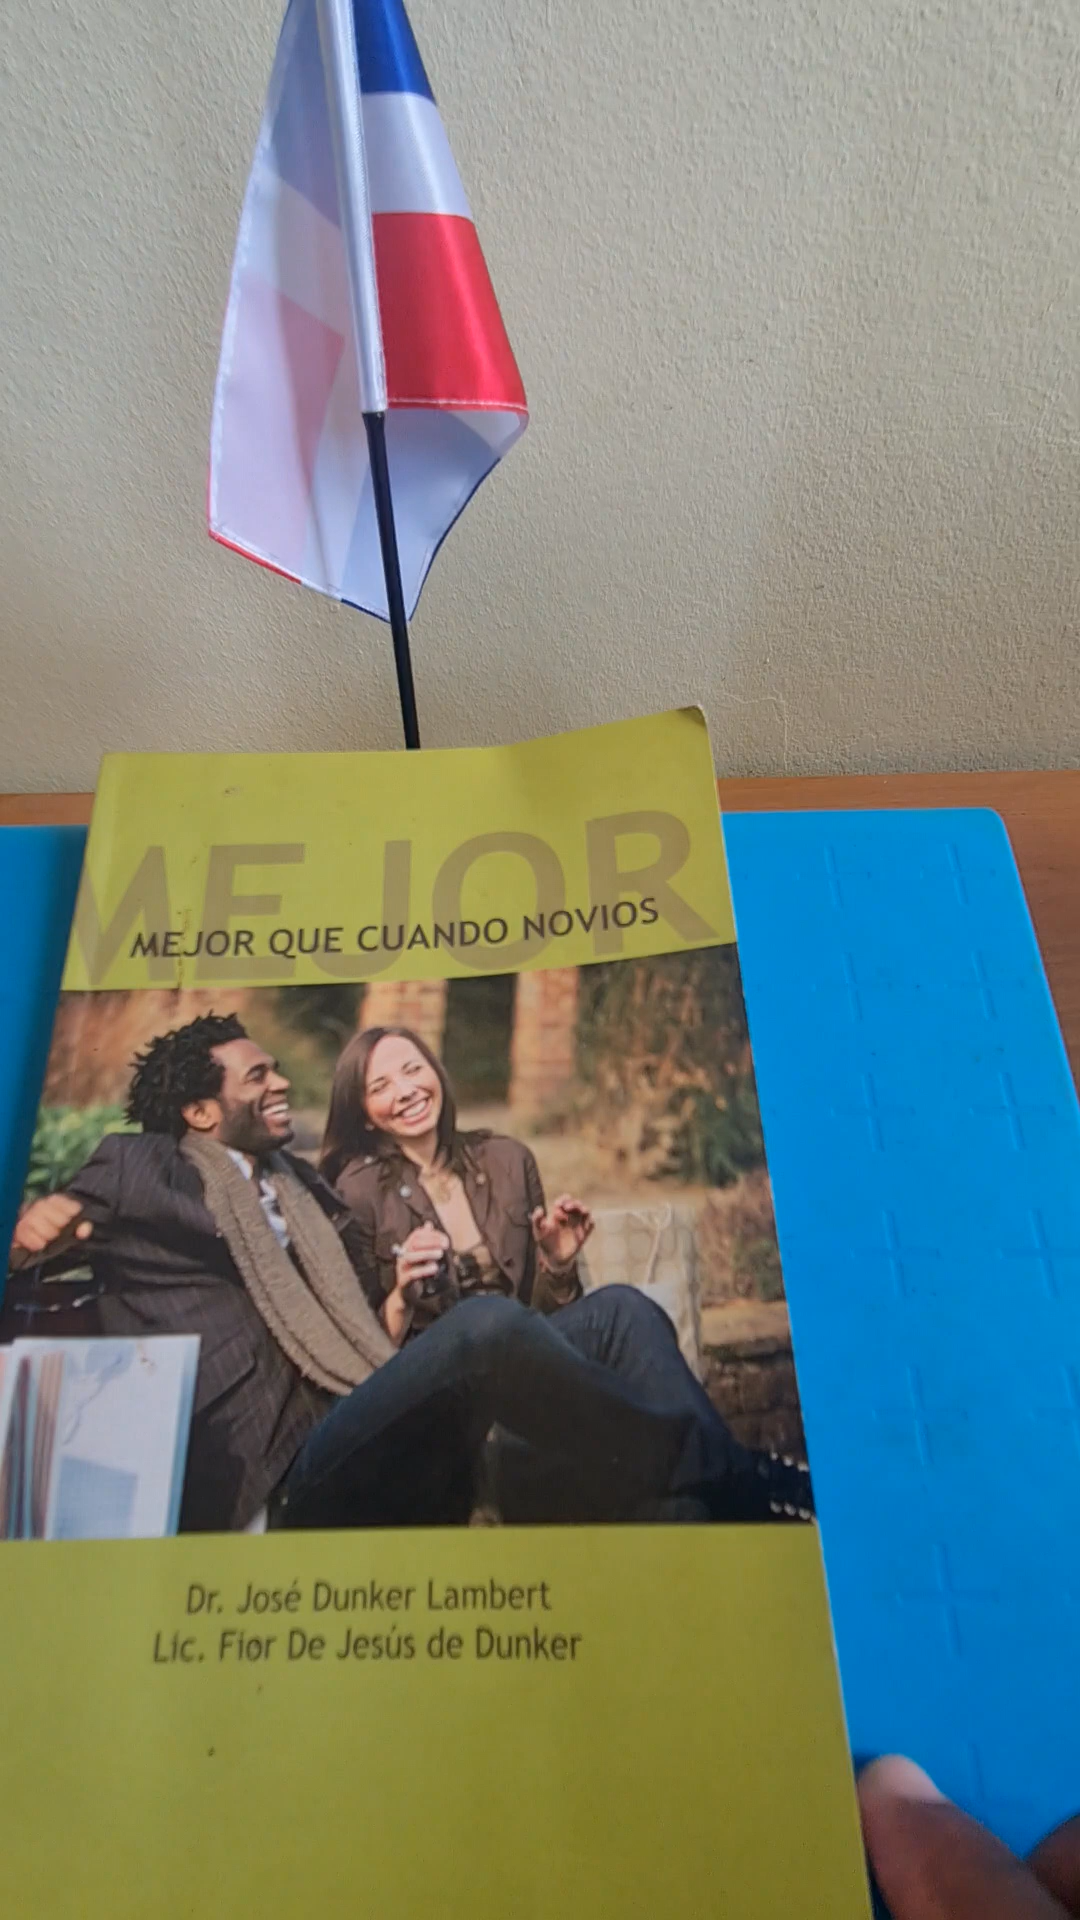 MEJOR
MEJOR QUE CUANDO NOVIOS
Dr. José Dunker Lambert
Lic. Fior De Jesús de Dunker